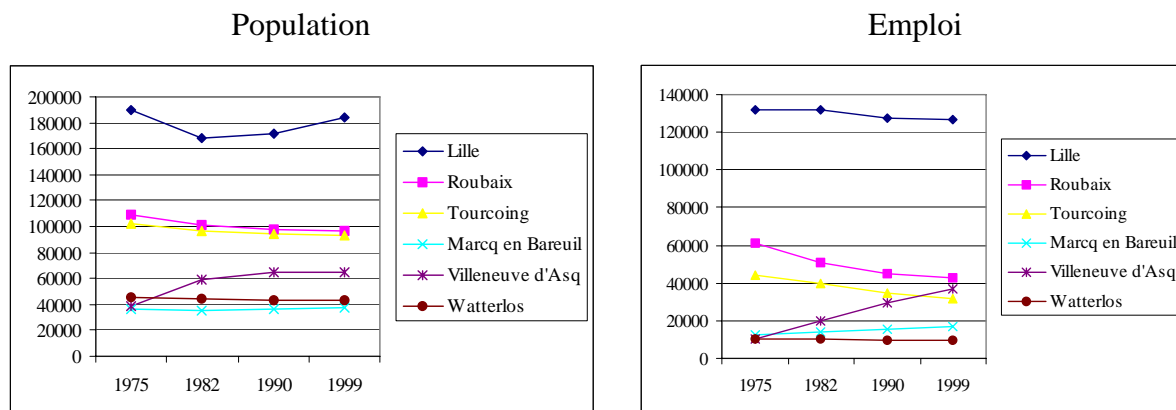 Population
200000
180000
160000
140000
120000
100000
80000
60000
40000
20000
0
1975 1982 1990 1999
Lille
Roubaix
Tourcoing
Marcq en Bareuil
Villeneuve d'Asq
Watterlos
Emploi
140000
120000
100000
80000
60000
40000
20000
0
1975 1982 1990 1999
Lille
Roubaix
Tourcoing
Marcq en Bareuil
Villeneuve d'Asq
Watterlos